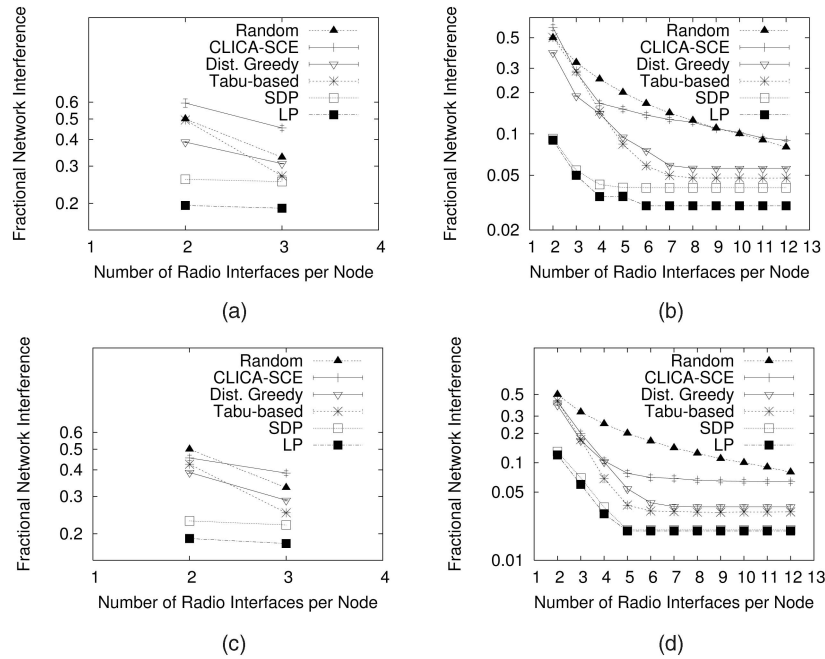 Fractional Network Interference
Random
CLICA-SCE
Dist. Greedy
Tabu-based
SDP
LP
0.6
0.5
0.4
0.3
0.2
1 2 3 4
Number of Radio Interfaces per Node
(a)
Fractional Network Interference
Random
CLICA-SCE
Dist. Greedy
Tabu-based
SDP
LP
0.5
0.3
0.2
0.1
0.05
0.02
1 2 3 4 5 6 7 8 9 10 11 12 13
Number of Radio Interfaces per Node
(b)
Fractional Network Interference
Random
CLICA-SCE
Dist. Greedy
Tabu-based
SDP
LP
0.6
0.5
0.4
0.3
0.2
1 2 3 4
Number of Radio Interfaces per Node
(c)
Fractional Network Interference
Random
CLICA-SCE
Dist. Greedy
Tabu-based
SDP
LP
0.5
0.3
0.2
0.1
0.05
0.01
1 2 3 4 5 6 7 8 9 10 11 12 13
Number of Radio Interfaces per Node
(d)